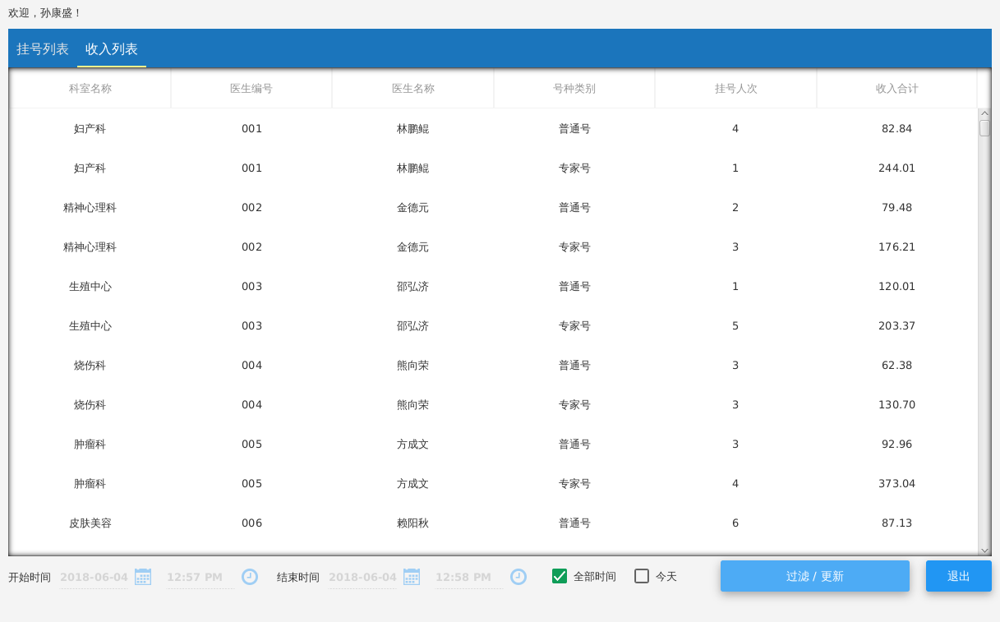 欢迎，孙康盛！
挂号列表 收入列表
科室名称 医生编号 医生名称 号种类别 挂号人次 收入合计
妇产科 001 林鹏鲲 普通号 4 82.84
妇产科 001 林鹏鲲 专家号 1 244.01
精神心理科 002 金德元 普通号 2 79.48
精神心理科 002 金德元 专家号 3 176.21
生殖中心 003 邵弘济 普通号 1 120.01
生殖中心 003 邵弘济 专家号 5 203.37
烧伤科 004 熊向荣 普通号 3 62.38
烧伤科 004 熊向荣 专家号 3 130.70
肿瘤科 005 方成文 普通号 3 92.96
肿瘤科 005 方成文 专家号 4 373.04
皮肤美容 006 赖阳秋 普通号 6 87.13
开始时间 2018-06-04 12:57 PM 结束时间 2018-06-04 12:58 PM 全部时间 今天 过滤 / 更新 退出